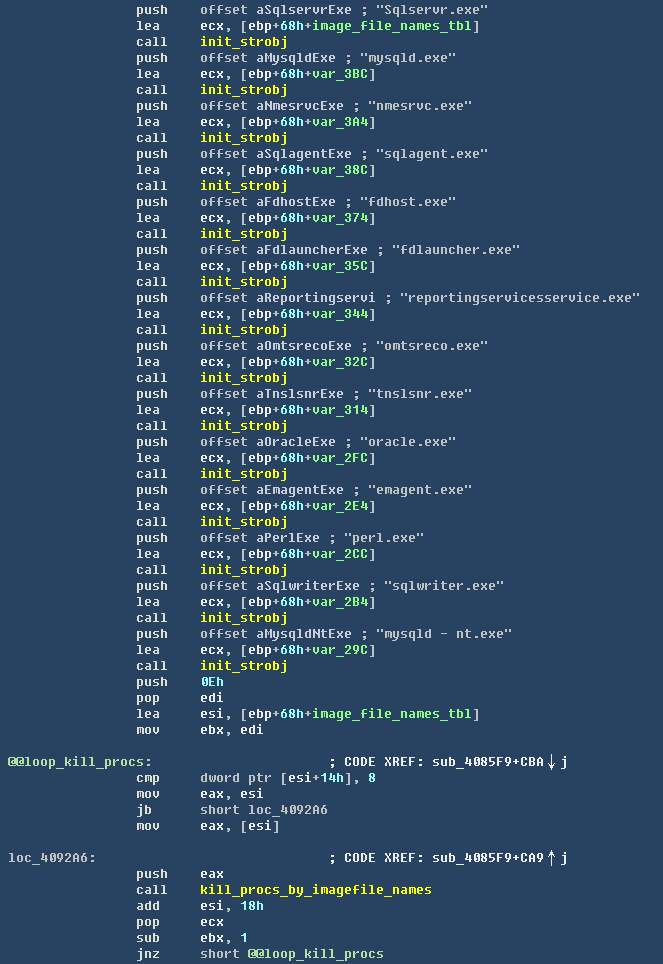 push offset aSqlservrExe ; "Sqlservr.exe"
lea ecx, [ebp+68h+image_file_names_tbl]
call init_strobj
push offset aMysqldExe ; "mysqld.exe"
lea ecx, [ebp+68h+var_3BC]
call init_strobj
push offset aNmesrvcExe ; "nmesrvc.exe"
lea ecx, [ebp+68h+var_3A4]
call init_strobj
push offset aSqlagentExe ; "sqlagent.exe"
lea ecx, [ebp+68h+var_38C]
call init_strobj
push offset aFdhostExe ; "fdhost.exe"
lea ecx, [ebp+68h+var_374]
call init_strobj
push offset aFdlauncherExe ; "fdlauncher.exe"
lea ecx, [ebp+68h+var_35C]
call init_strobj
push offset aReportingservi ; "reportingservicesservice.exe"
lea ecx, [ebp+68h+var_344]
call init_strobj
push offset aOmtsrecoExe ; "omtsreco.exe"
lea ecx, [ebp+68h+var_32C]
call init_strobj
push offset aTnslsnrExe ; "tnslsnr.exe"
lea ecx, [ebp+68h+var_314]
call init_strobj
push offset aOracleExe ; "oracle.exe"
lea ecx, [ebp+68h+var_2FC]
call init_strobj
push offset aEmagentExe ; "emagent.exe"
lea ecx, [ebp+68h+var_2E4]
call init_strobj
push offset aPerlExe ; "perl.exe"
lea ecx, [ebp+68h+var_2CC]
call init_strobj
push offset aSqlwriterExe ; "sqlwriter.exe"
lea ecx, [ebp+68h+var_2B4]
call init_strobj
push offset aMysqldNtExe ; "mysqld - nt.exe"
lea ecx, [ebp+68h+var_29C]
call init_strobj
push 0Eh
pop edi
lea esi, [ebp+68h+image_file_names_tbl]
mov ebx, edi
@@loop_kill_procs: ; CODE XREF: sub_4085F9+CBA↓j
cmp dword ptr [esi+14h], 8
mov eax, esi
jb short loc_4092A6
mov eax, [esi]
loc_4092A6: ; CODE XREF: sub_4085F9+CA9↑j
push eax
call kill_procs_by_imagefile_names
add esi, 18h
pop ecx
sub ebx, 1
jnz short @@loop_kill_procs